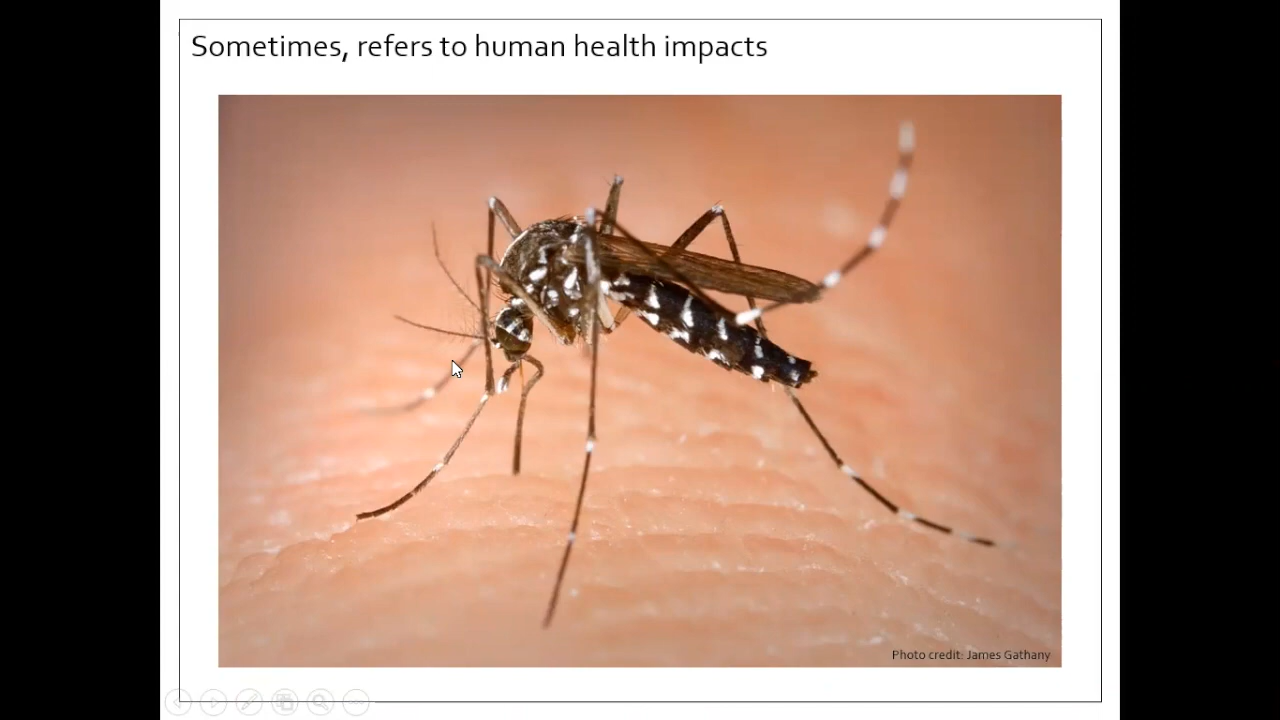 Sometimes, refers to human health impacts
Photo credit: James Gathany